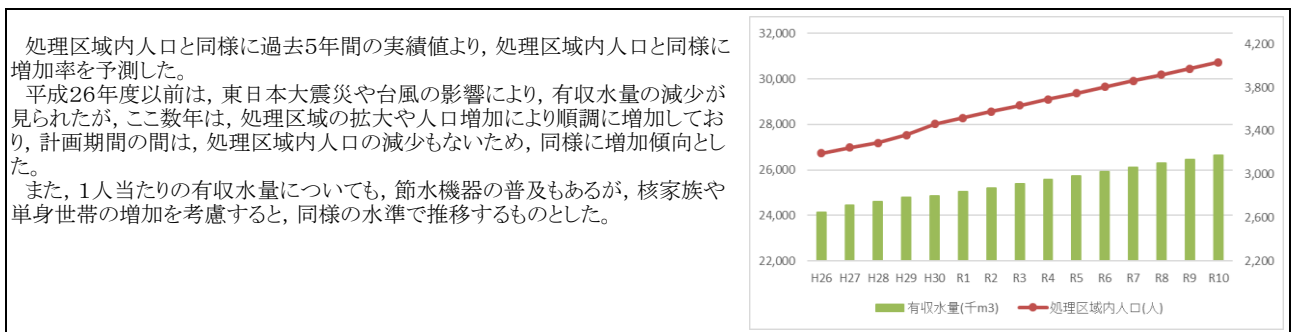 処理区域内人口と同様に過去5年間の実績値より，処理区域内人口と同様に
増加率を予測した。
平成26年度以前は，東日本大震災や台風の影響により，有収水量の減少が
見られたが，ここ数年は，処理区域の拡大や人口増加により順調に増加してお
り，計画期間の間は，処理区域内人口の減少もないため，同様に増加傾向とし
た。
また，1人当たりの有収水量についても，節水機器の普及もあるが，核家族や
単身世帯の増加を考慮すると，同様の水準で推移するものとした。
32,000
30,000
28,000
26,000
24,000
22,000
4,200
3,800
3,400
3,000
2,600
2,200
H26 H27 H28 H29 H30 R1 R2 R3 R4 R5 R6 R7 R8 R9 R10
有収水量(千m3) 処理区域内人口(人)